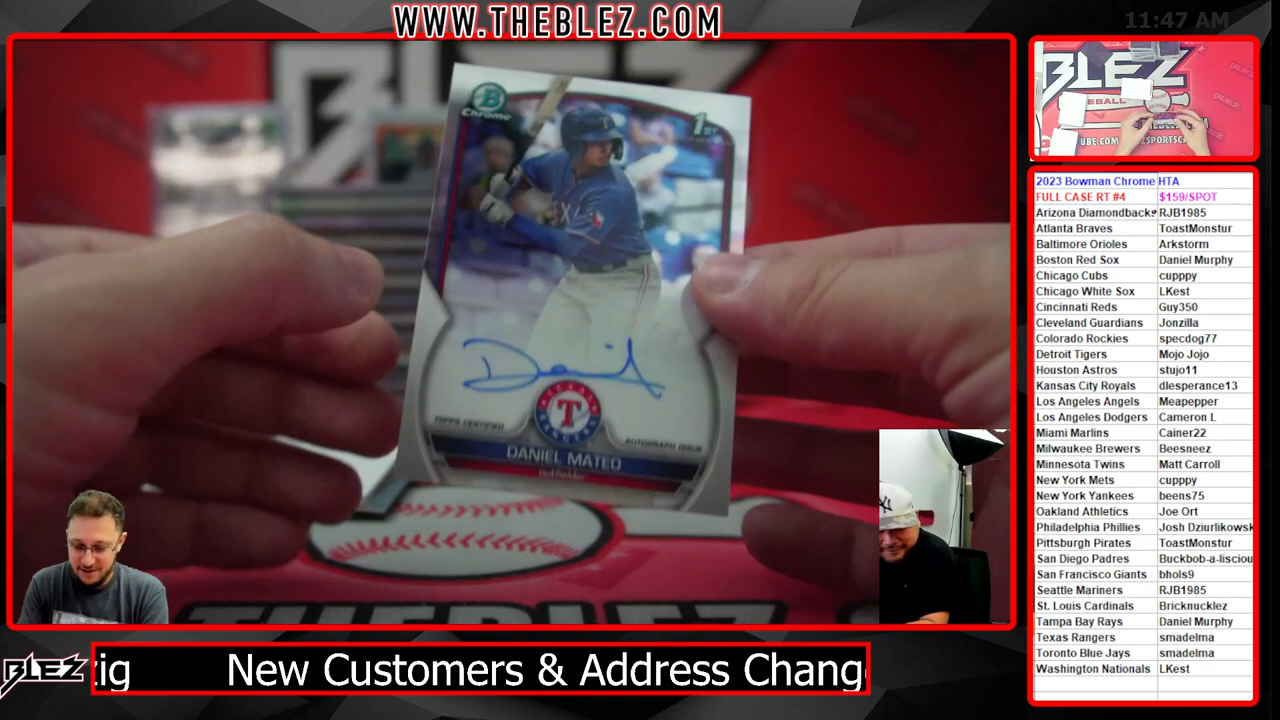 WWW.THEBLEZ.COM
11:47 AM
B
Chrome
1ST
T
TEXAS
RANGERS
TOPPS CERTIFIED
AUTOGRAPH ISSUE
DANIEL MATEO
outfielder
BLEZ
2023 Bowman Chrome HTA
FULL CASE RT #4 $159/SPOT
Arizona Diamondbacks RJB1985
Atlanta Braves ToastMonstur
Baltimore Orioles Arkstorm
Boston Red Sox Daniel Murphy
Chicago Cubs cupppy
Chicago White Sox LKest
Cincinnati Reds Guy350
Cleveland Guardians Jonzilla
Colorado Rockies specdog77
Detroit Tigers Mojo Jojo
Houston Astros stujo11
Kansas City Royals dlesperance13
Los Angeles Angels Meapepper
Los Angeles Dodgers Cameron L
Miami Marlins Cainer22
Milwaukee Brewers Beesneez
Minnesota Twins Matt Carroll
New York Mets cupppy
New York Yankees beens75
Oakland Athletics Joe Ort
Philadelphia Phillies Josh Dziurlikowsk
Pittsburgh Pirates ToastMonstur
San Diego Padres Buckbob-a-lisciou
San Francisco Giants bhols9
Seattle Mariners RJB1985
St. Louis Cardinals Bricknucklez
Tampa Bay Rays Daniel Murphy
Texas Rangers smadelma
Toronto Blue Jays smadelma
Washington Nationals LKest
THEBLEZ
BLEZ
zig New Customers & Address Chang